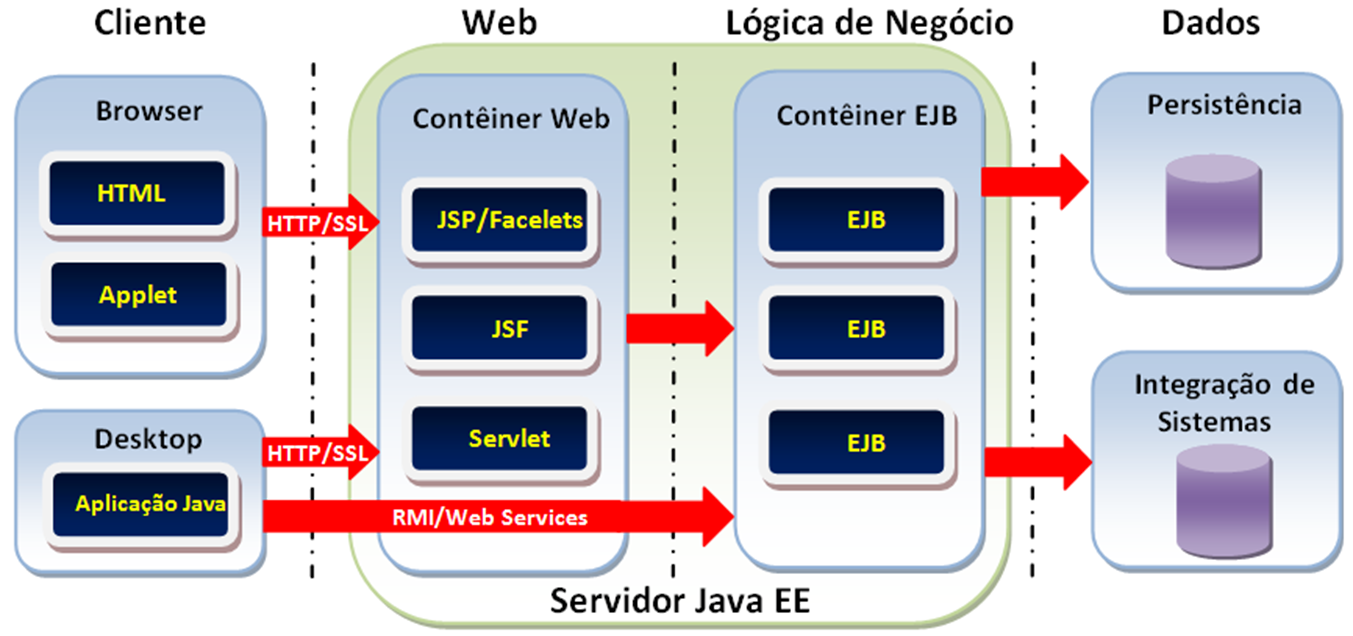 Cliente
Web
Lógica de Negócio
Dados
Browser
HTML
Applet
HTTP/SSL
Desktop
Aplicação Java
HTTP/SSL
RMI/Web Services
Contêiner Web
JSP/Facelets
JSF
Servlet
Contêiner EJB
EJB
EJB
EJB
Servidor Java EE
Persistência
Integração de
Sistemas